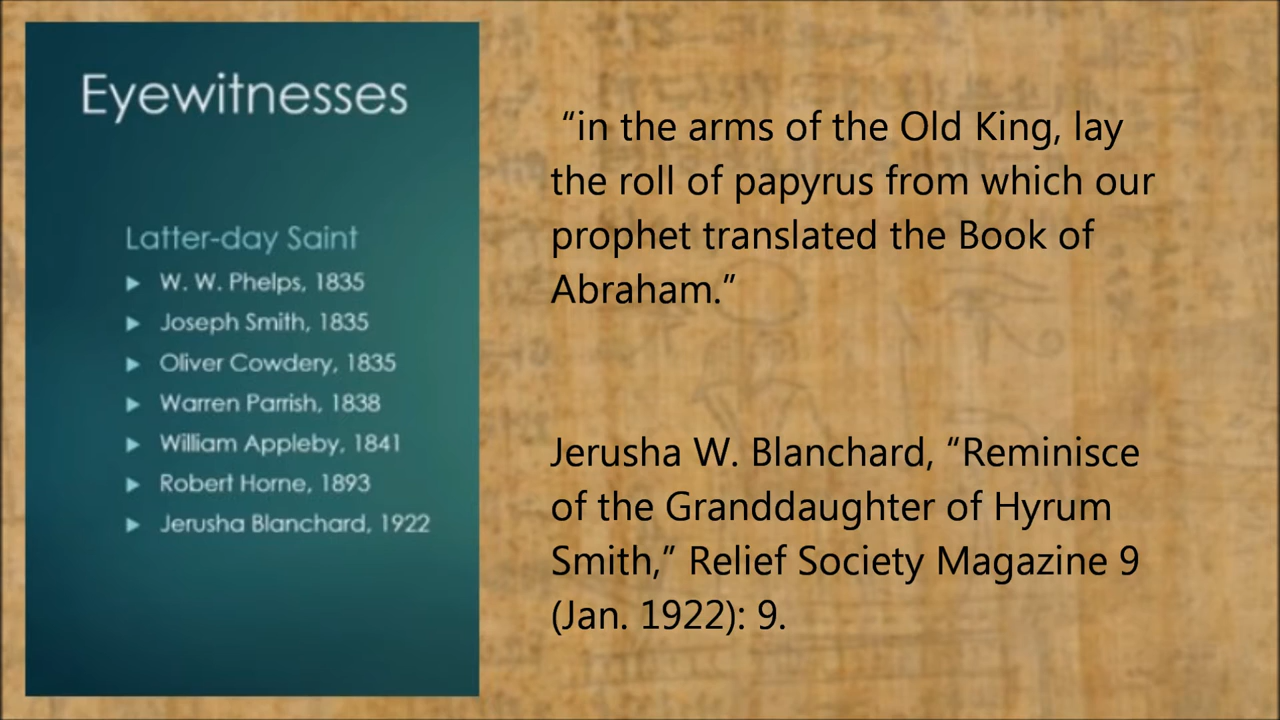 Eyewitnesses
Latter-day Saint
W. W. Phelps, 1835
Joseph Smith, 1835
Oliver Cowdery, 1835
Warren Parrish, 1838
William Appleby, 1841
Robert Horne, 1893
Jerusha Blanchard, 1922
“in the arms of the Old King, lay
the roll of papyrus from which our
prophet translated the Book of
Abraham.”
Jerusha W. Blanchard, “Reminisce
of the Granddaughter of Hyrum
Smith,” Relief Society Magazine 9
(Jan. 1922): 9.